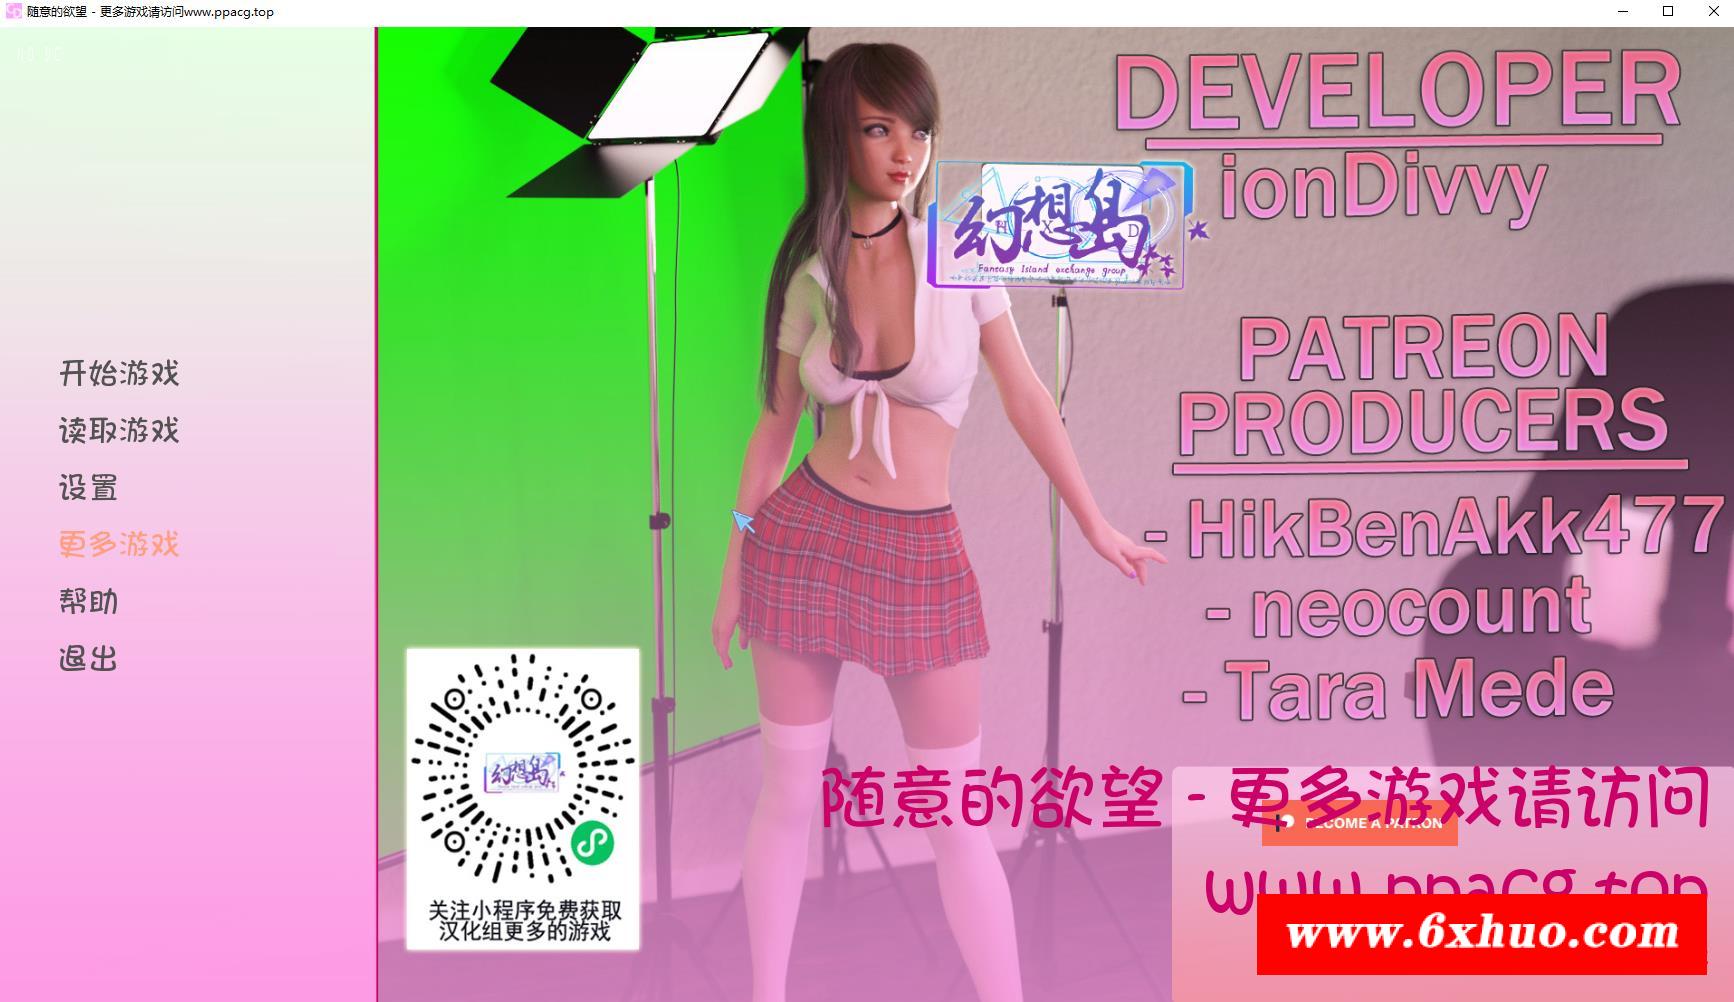 随意的欲望 - 更多游戏请访问www.ppacg.top
开始游戏
读取游戏
设置
更多游戏
帮助
退出
DEVELOPER
ionDivvy
幻想岛
H X D
Fantasy Island exchange group
PATREON
PRODUCERS
- HikBenAkk477
- neocount
- Tara Mede
幻想岛
关注小程序免费获取
汉化组更多的游戏
随意的欲望 - 更多游戏请访问
www.ppacg.top
BECOME A PATRON
www.6xhuo.com